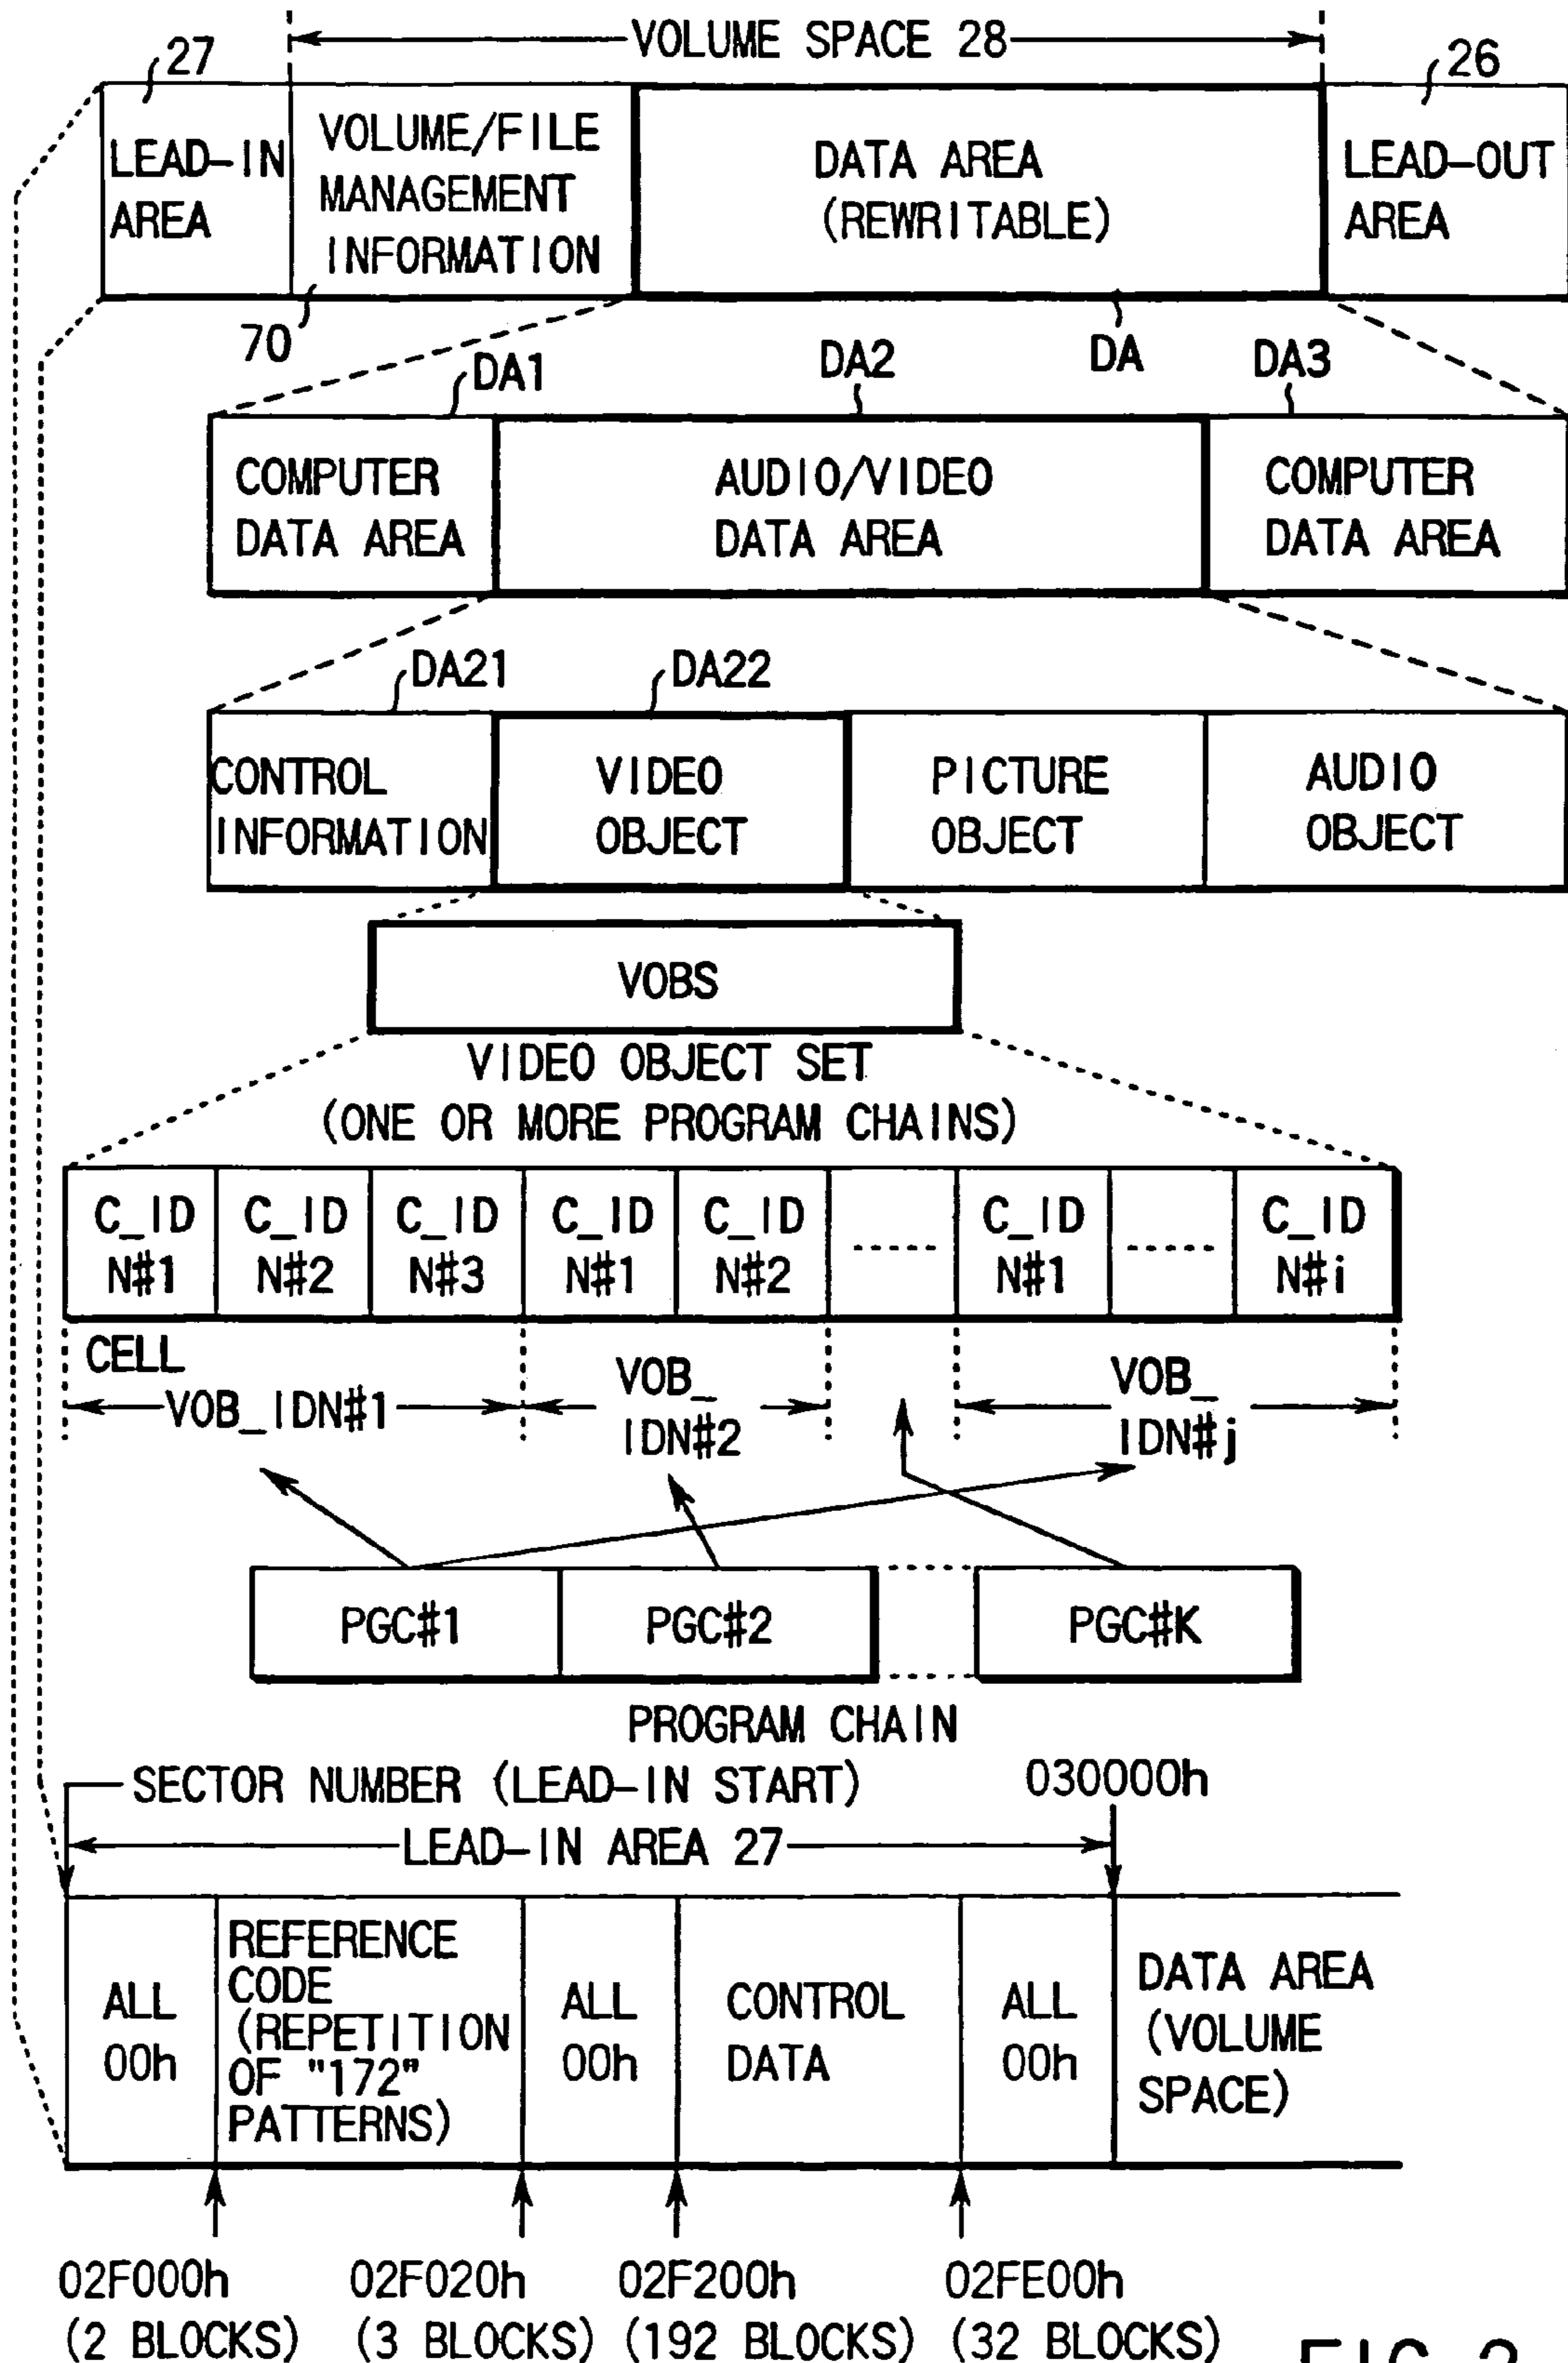 VOLUME SPACE 28
27
26
LEAD-IN
AREA
VOLUME/FILE
MANAGEMENT
INFORMATION
DATA AREA
(REWRITABLE)
LEAD-OUT
AREA
70
DA1
DA2
DA
DA3
COMPUTER
DATA AREA
AUDIO/VIDEO
DATA AREA
COMPUTER
DATA AREA
DA21
DA22
CONTROL
INFORMATION
VIDEO
OBJECT
PICTURE
OBJECT
AUDIO
OBJECT
VOBS
VIDEO OBJECT SET
(ONE OR MORE PROGRAM CHAINS)
C_ID
N#1
C_ID
N#2
C_ID
N#3
C_ID
N#1
C_ID
N#2
C_ID
N#1
C_ID
N#i
CELL
VOB_IDN#1
VOB_
IDN#2
VOB_
IDN#j
PGC#1
PGC#2
PGC#K
PROGRAM CHAIN
SECTOR NUMBER (LEAD-IN START)
030000h
LEAD-IN AREA 27
ALL
00h
REFERENCE
CODE
(REPETITION
OF "172"
PATTERNS)
ALL
00h
CONTROL
DATA
ALL
00h
DATA AREA
(VOLUME
SPACE)
02F000h
(2 BLOCKS)
02F020h
(3 BLOCKS)
02F200h
(192 BLOCKS)
02FE00h
(32 BLOCKS)